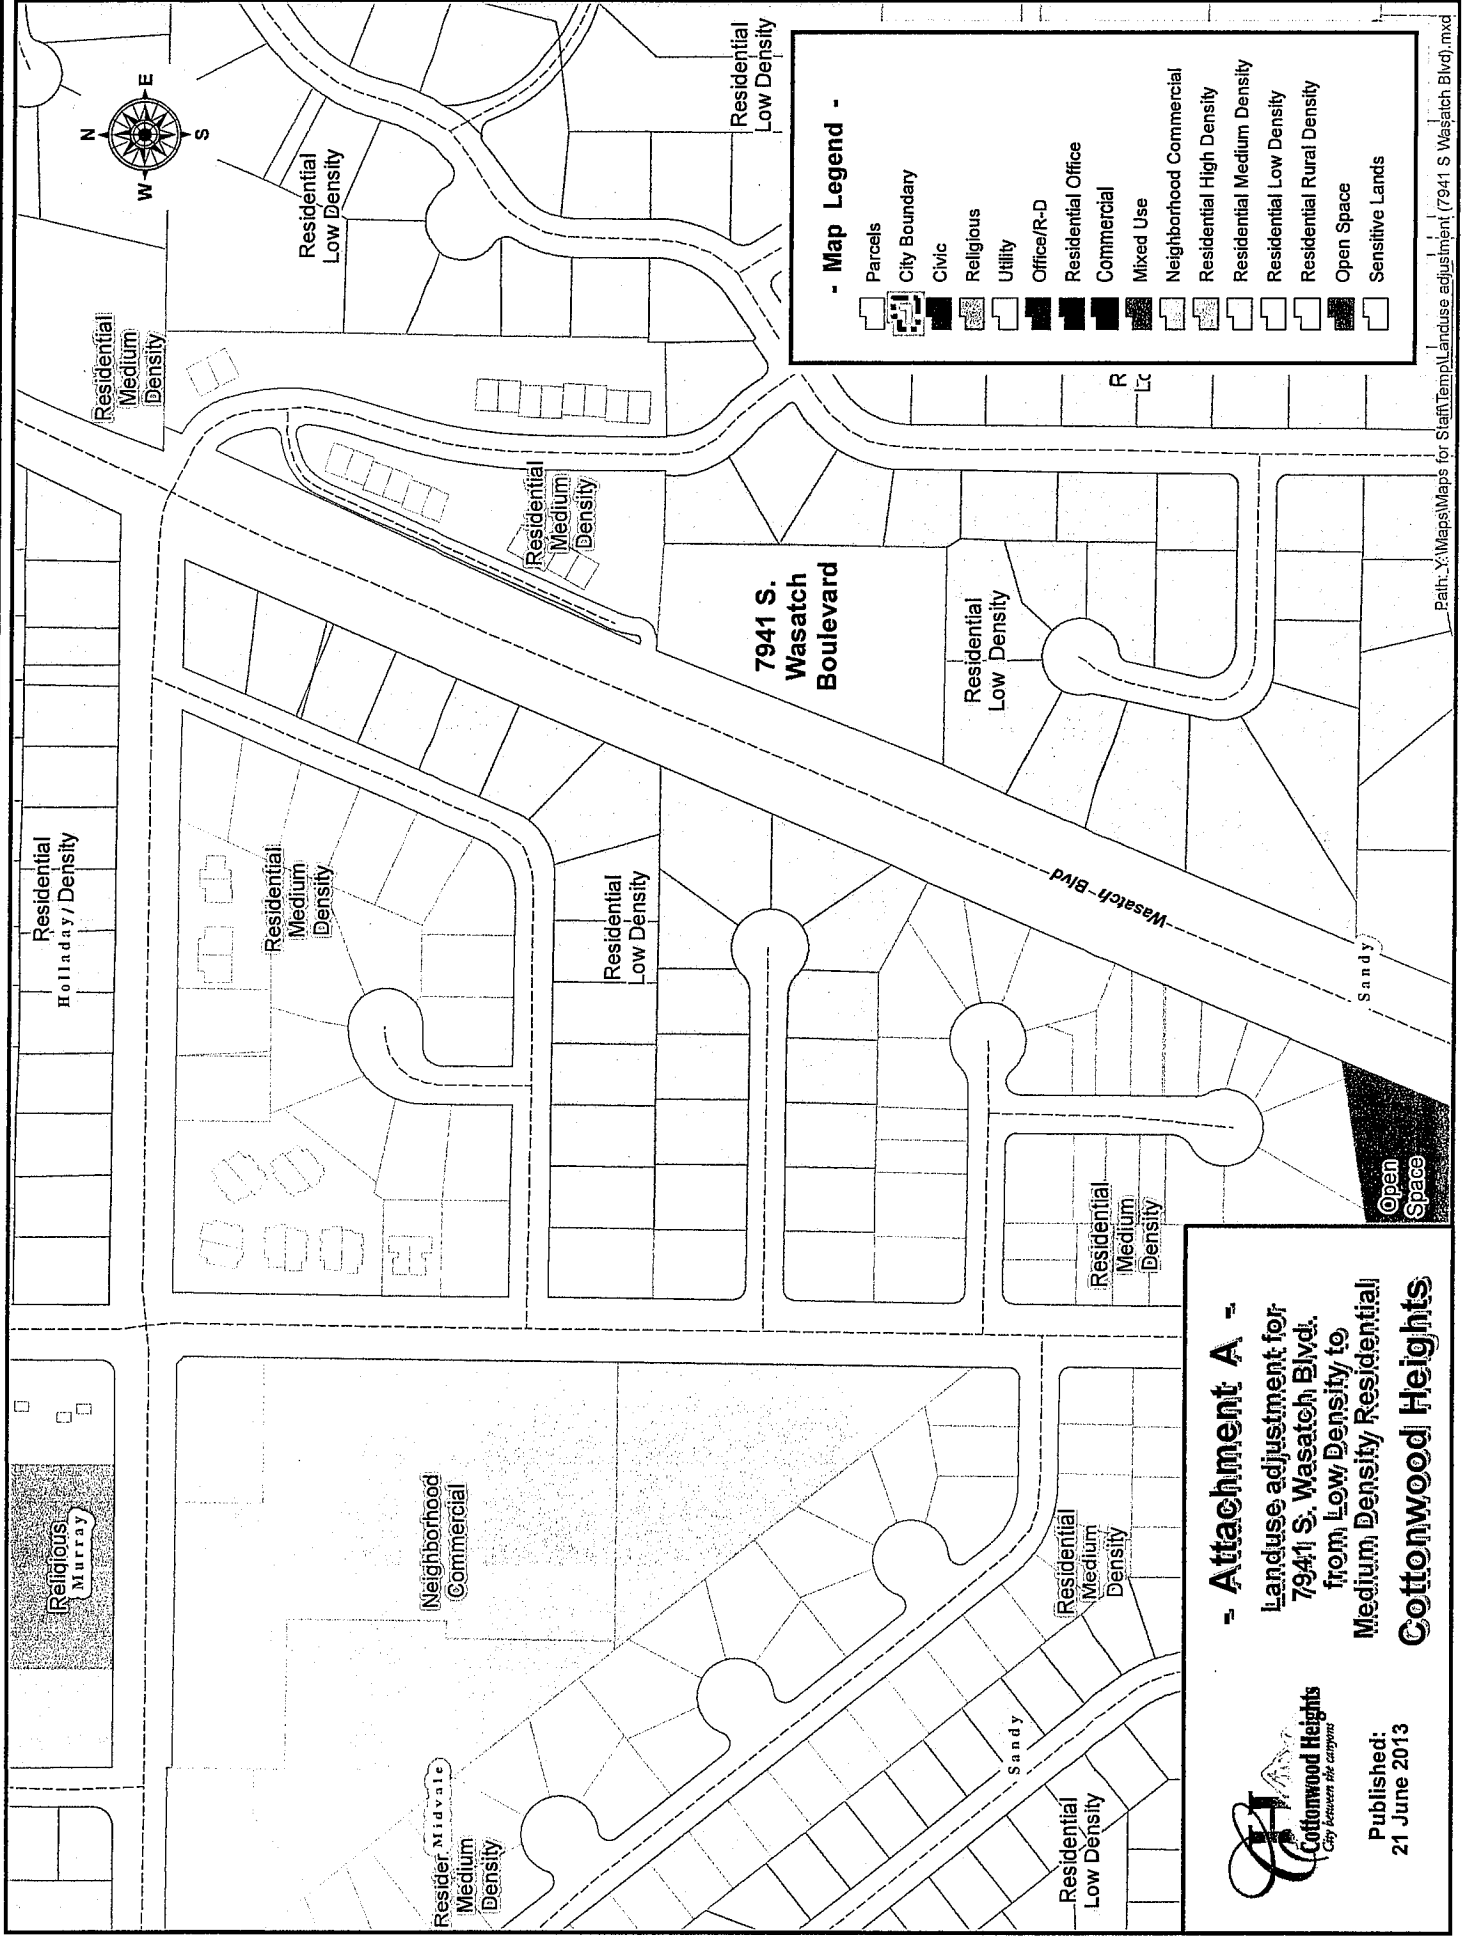 Residential
Low Density
N
W
E
S
Residential
Low Density
Residential
Medium
Density
Residential
Medium
Density
7941 S.
Wasatch
Boulevard
Residential
Low Density
Residential
Holladay / Density
Residential
Medium
Density
Residential
Low Density
Wasatch Blvd
Sandy
Open
Space
Residential
Medium
Density
Religious
Murray
Neighborhood
Commercial
Residential
Medium
Density
Resider
Midvale
Medium
Density
Sandy
Residential
Low Density
- Map Legend -
Parcels
City Boundary
Civic
Religious
Utility
Office/R-D
Residential Office
Commercial
Mixed Use
Neighborhood Commercial
Residential High Density
Residential Medium Density
Residential Low Density
Residential Rural Density
Open Space
Sensitive Lands
- Attachment A -
Landuse adjustment for
7941 S. Wasatch Blvd.
from Low Density to
Medium Density Residential
Cottonwood Heights
CH
Cottonwood Heights
City between the canyons
Published:
21 June 2013
Path: Y:\Maps\Maps for Staff\Temp\Landuse adjustment (7941 S Wasatch Blvd).mxd